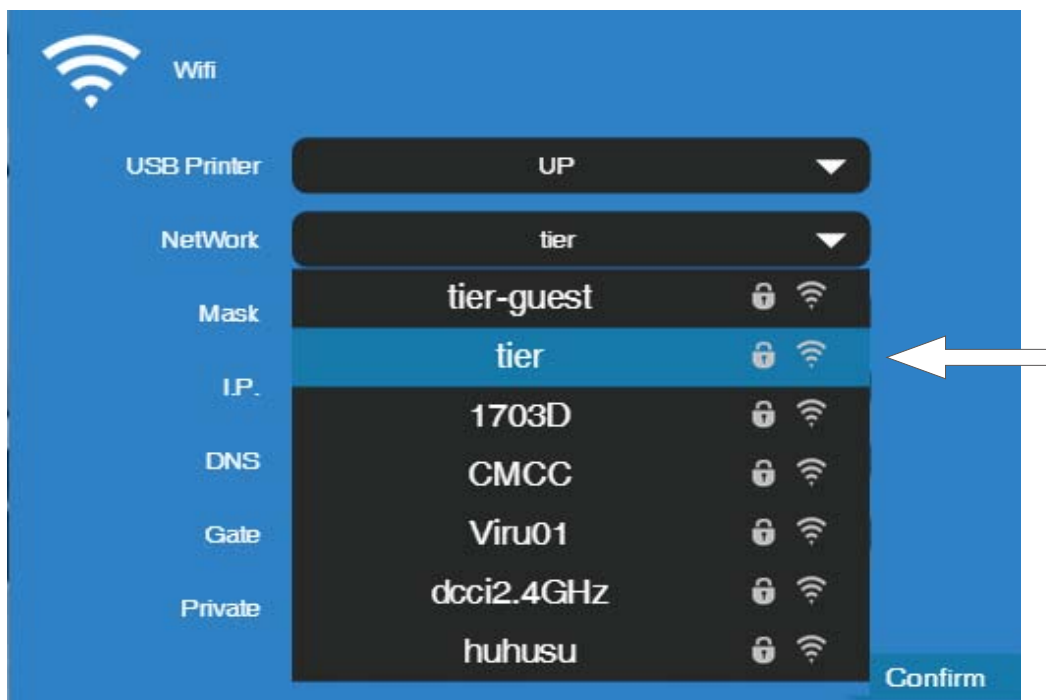 Wifi
USB Printer UP
NetWork tier
tier-guest
Mask
tier
I.P.
1703D
DNS
CMCC
Gate
Viru01
dcci2.4GHz
Private
huhusu
Confirm